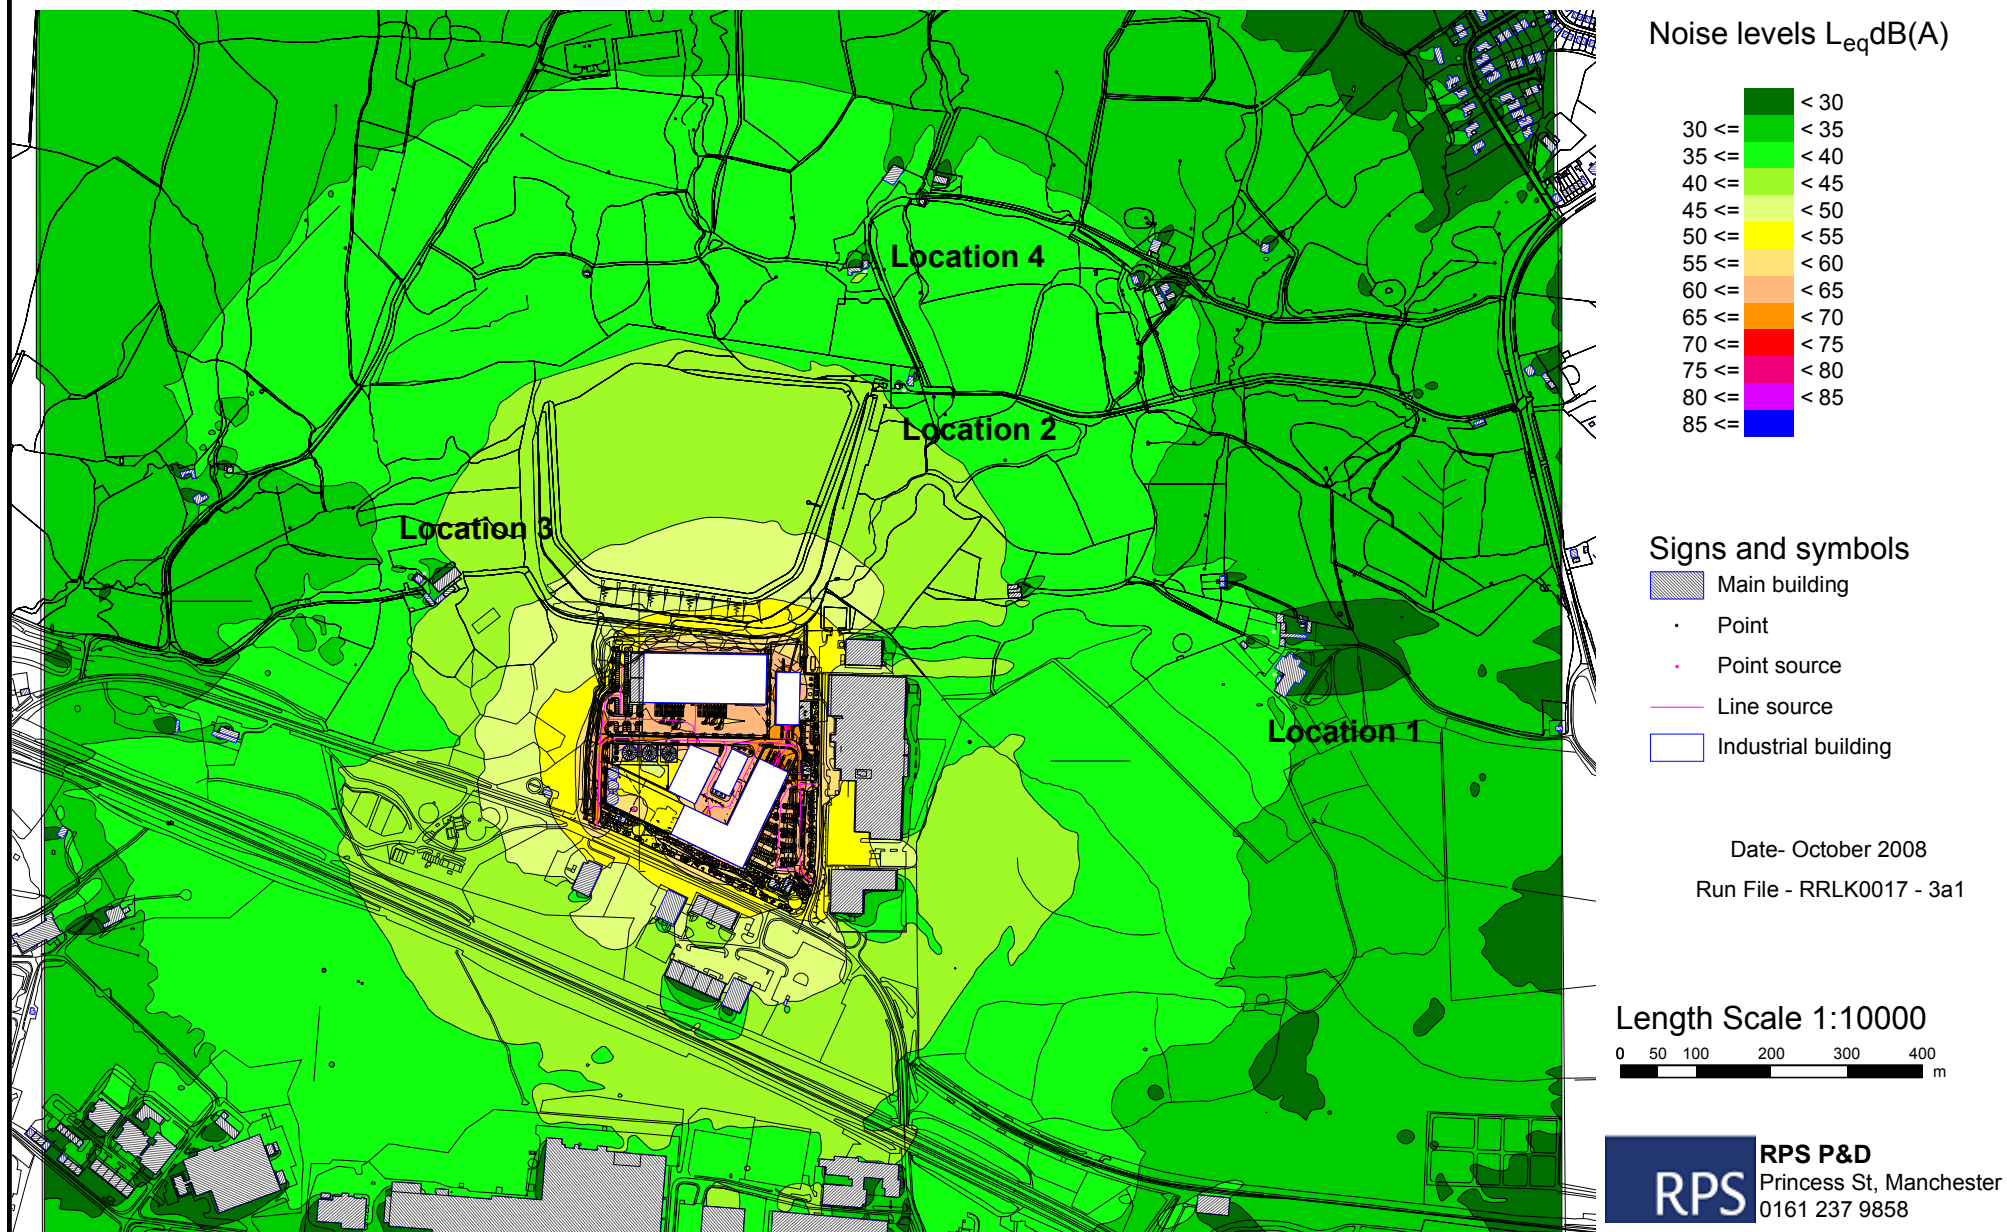 Noise levels LeqdB(A)
< 30
30 <= < 35
35 <= < 40
40 <= < 45
45 <= < 50
50 <= < 55
55 <= < 60
60 <= < 65
65 <= < 70
70 <= < 75
75 <= < 80
80 <= < 85
85 <=
Location 4
Location 2
Location 3
Location 1
Signs and symbols
Main building
Point
Point source
Line source
Industrial building
Date- October 2008
Run File - RRLK0017 - 3a1
Length Scale 1:10000
0 50 100 200 300 400
m
RPS
RPS P&D
Princess St, Manchester
0161 237 9858